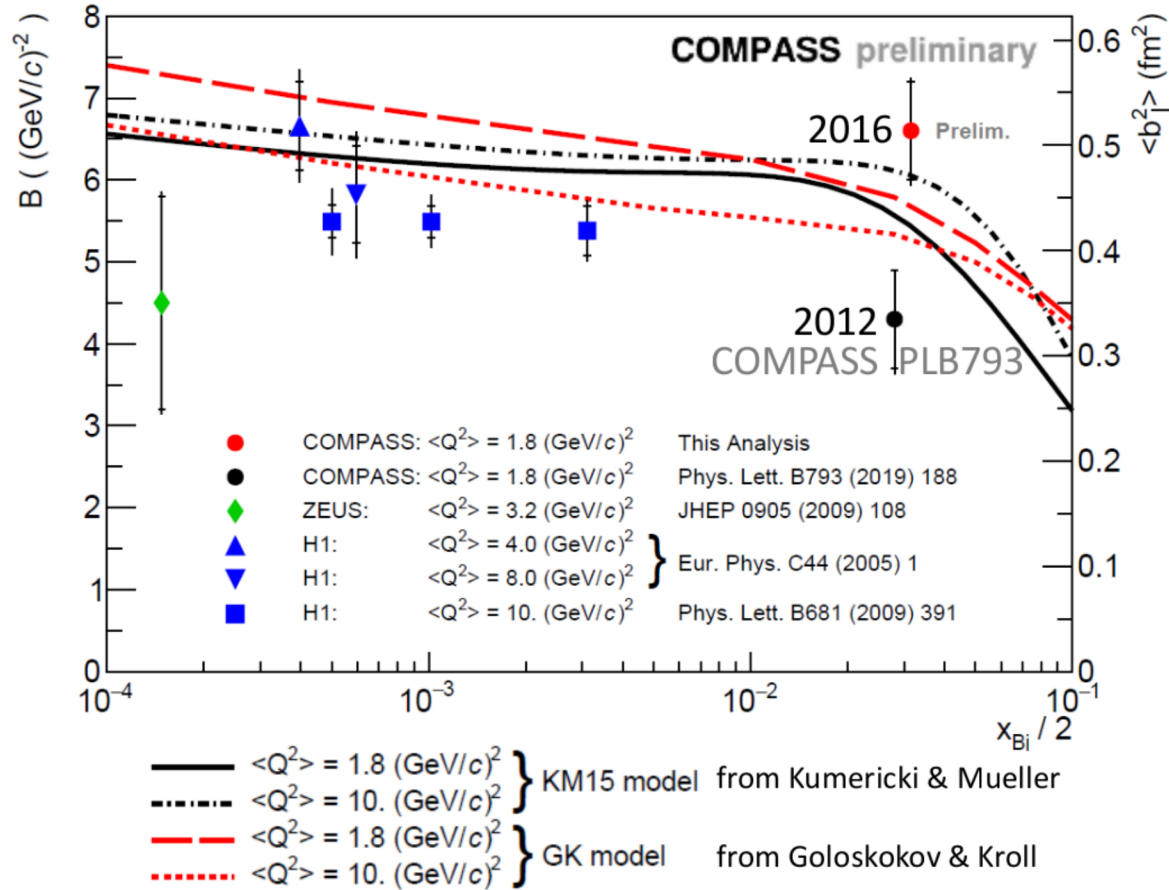 COMPASS preliminary
B ( (GeV/c)⁻²)
<b²⊥> (fm²)
8
7
6
5
4
3
2
1
0
0.6
0.5
0.4
0.3
0.2
0.1
0
2016 Prelim.
2012
COMPASS PLB793
COMPASS: <Q²> = 1.8 (GeV/c)² This Analysis
COMPASS: <Q²> = 1.8 (GeV/c)² Phys. Lett. B793 (2019) 188
ZEUS: <Q²> = 3.2 (GeV/c)² JHEP 0905 (2009) 108
H1: <Q²> = 4.0 (GeV/c)²
} Eur. Phys. C44 (2005) 1
H1: <Q²> = 8.0 (GeV/c)²
H1: <Q²> = 10. (GeV/c)² Phys. Lett. B681 (2009) 391
10⁻⁴ 10⁻³ 10⁻² 10⁻¹
x_Bj / 2
<Q²> = 1.8 (GeV/c)²
} KM15 model from Kumericki & Mueller
<Q²> = 10. (GeV/c)²
<Q²> = 1.8 (GeV/c)²
} GK model from Goloskokov & Kroll
<Q²> = 10. (GeV/c)²